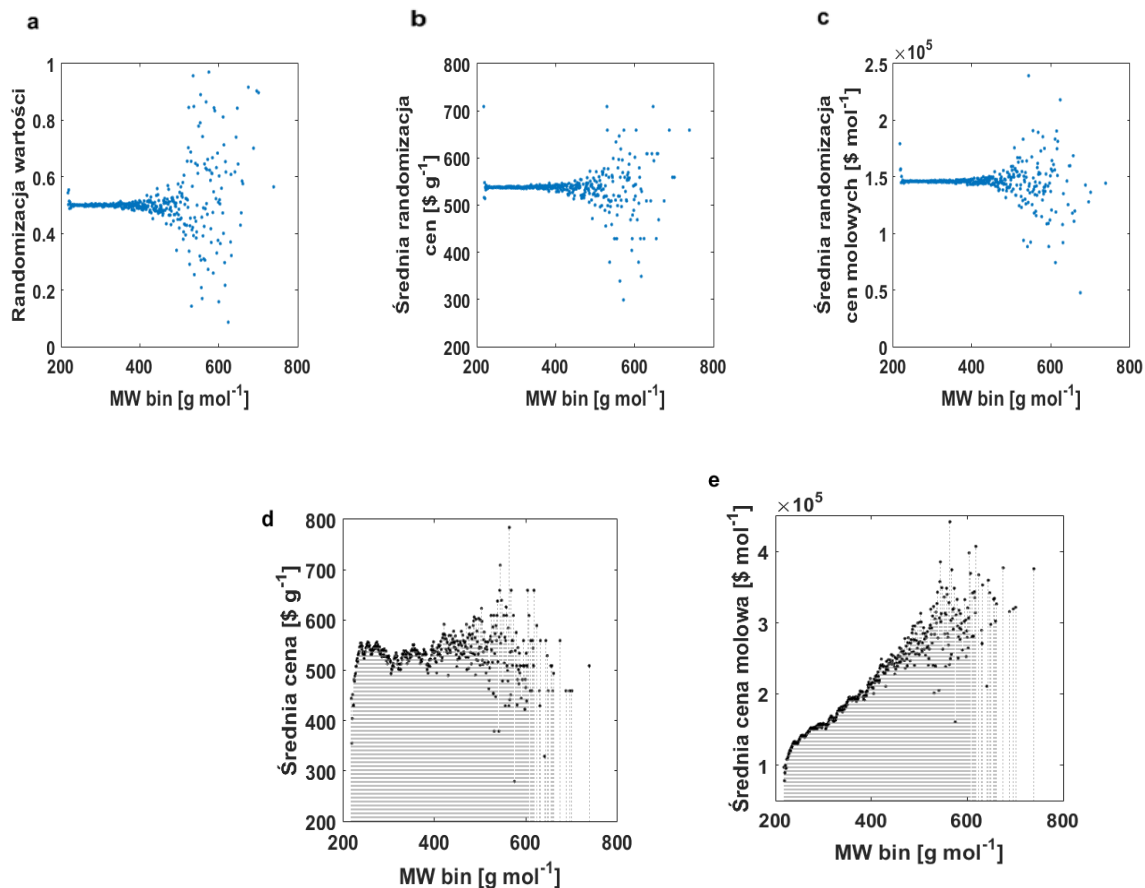 a
Randomizacja wartości
1
0.8
0.6
0.4
0.2
0
200 400 600 800
MW bin [g mol⁻¹]
b
Średnia randomizacja
cen [$ g⁻¹]
800
700
600
500
400
300
200
200 400 600 800
MW bin [g mol⁻¹]
c
Średnia randomizacja
cen molowych [$ mol⁻¹]
×10⁵
2.5
2
1.5
1
0.5
0
200 400 600 800
MW bin [g mol⁻¹]
d
Średnia cena [$ g⁻¹]
800
700
600
500
400
300
200
200 400 600 800
MW bin [g mol⁻¹]
e
Średnia cena molowa [$ mol⁻¹]
×10⁵
4
3
2
1
200 400 600 800
MW bin [g mol⁻¹]